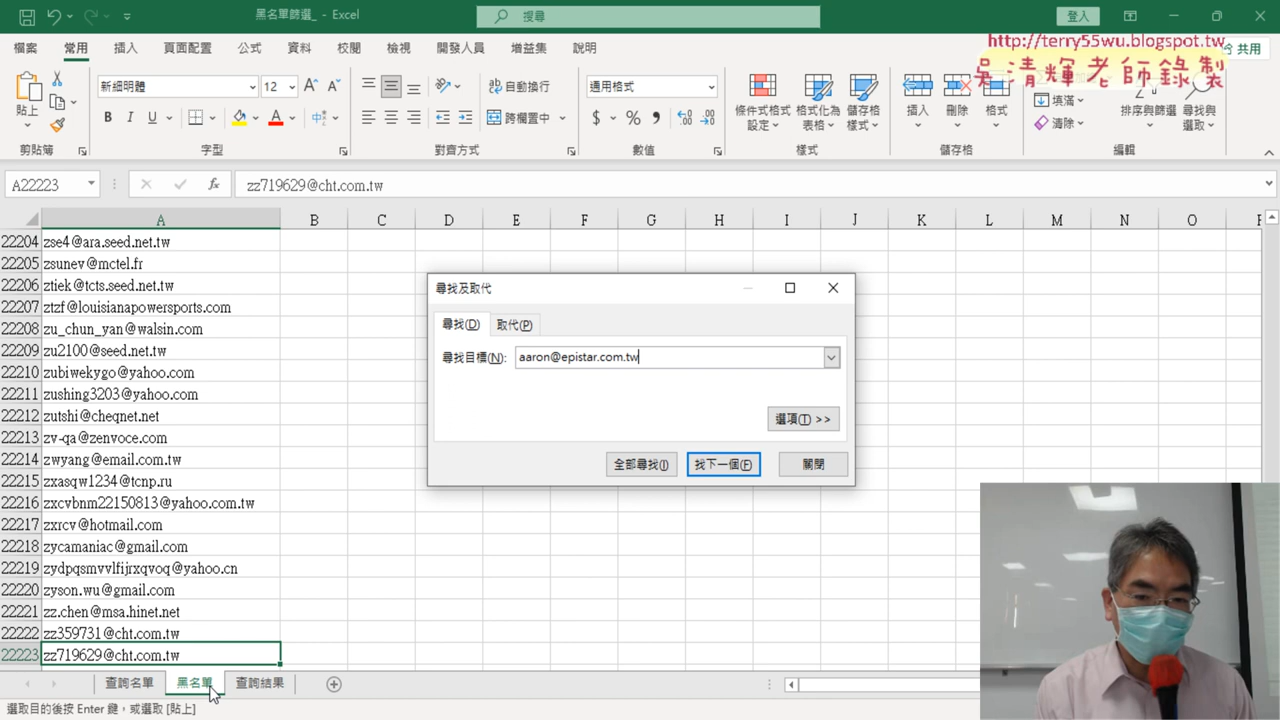 黑名單篩選_ - Excel
搜尋
登入
http://terry55wu.blogspot.tw
吳清輝老師錄製
檔案 常用 插入 頁面配置 公式 資料 校閱 檢視 開發人員 增益集 說明 共用
貼上
新細明體 12
自動換行
跨欄置中
通用格式
條件式格式設定
格式化為表格
儲存格樣式
插入 刪除 格式
填滿
清除
排序與篩選
尋找與選取
剪貼簿 字型 對齊方式 數值 樣式 儲存格 編輯
A22223 fx zz719629@cht.com.tw
A B C D E F G H I J K L M N O
22204 zse4@ara.seed.net.tw
22205 zsunev@mctel.fr
22206 ztiek@tcts.seed.net.tw
22207 ztzf@louisianapowersports.com
22208 zu_chun_yan@walsin.com
22209 zu2100@seed.net.tw
22210 zubiwekygo@yahoo.com
22211 zushing3203@yahoo.com
22212 zutshi@cheqnet.net
22213 zv-qa@zenvoce.com
22214 zwyang@email.com.tw
22215 zxasqw1234@tcnp.ru
22216 zxcvbnm22150813@yahoo.com.tw
22217 zxrcv@hotmail.com
22218 zycamaniac@gmail.com
22219 zydpqsmvvlfijrxqvoq@yahoo.cn
22220 zyson.wu@gmail.com
22221 zz.chen@msa.hinet.net
22222 zz359731@cht.com.tw
22223 zz719629@cht.com.tw
尋找及取代
尋找(D) 取代(P)
尋找目標(N): aaron@epistar.com.tw
選項(T) >>
全部尋找(I) 找下一個(F) 關閉
查詢名單 黑名單 查詢結果
選取目的後按 Enter 鍵，或選取 [貼上]